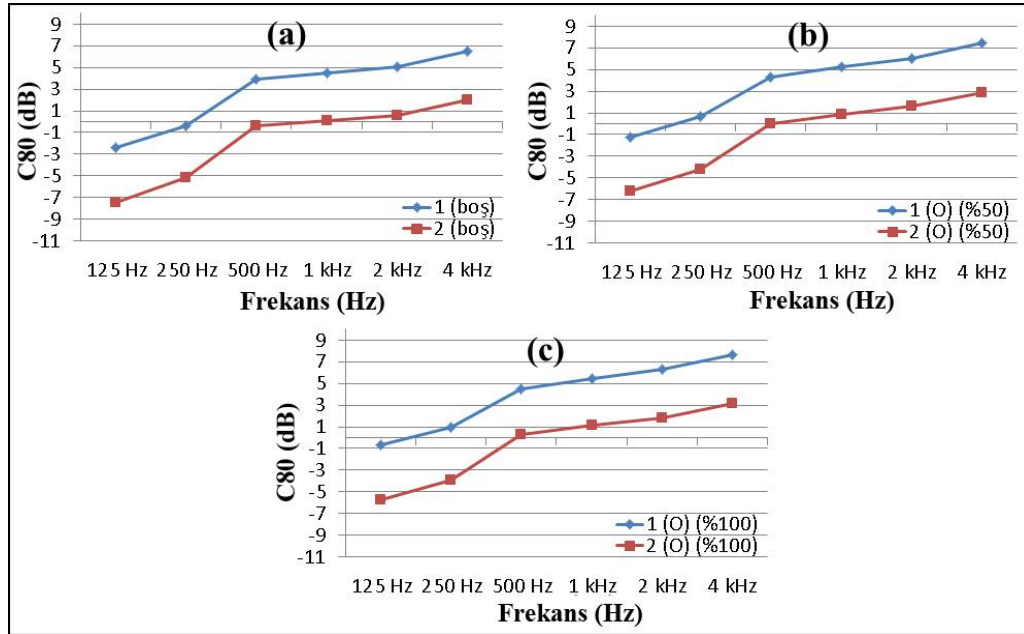 (a)
C80 (dB)
9
7
5
3
1
-1
-3
-5
-7
-9
-11
1 (boş)
2 (boş)
125 Hz 250 Hz 500 Hz 1 kHz 2 kHz 4 kHz
Frekans (Hz)
(b)
C80 (dB)
9
7
5
3
1
-1
-3
-5
-7
-9
-11
1 (O) (%50)
2 (O) (%50)
125 Hz 250 Hz 500 Hz 1 kHz 2 kHz 4 kHz
Frekans (Hz)
(c)
C80 (dB)
9
7
5
3
1
-1
-3
-5
-7
-9
-11
1 (O) (%100)
2 (O) (%100)
125 Hz 250 Hz 500 Hz 1 kHz 2 kHz 4 kHz
Frekans (Hz)